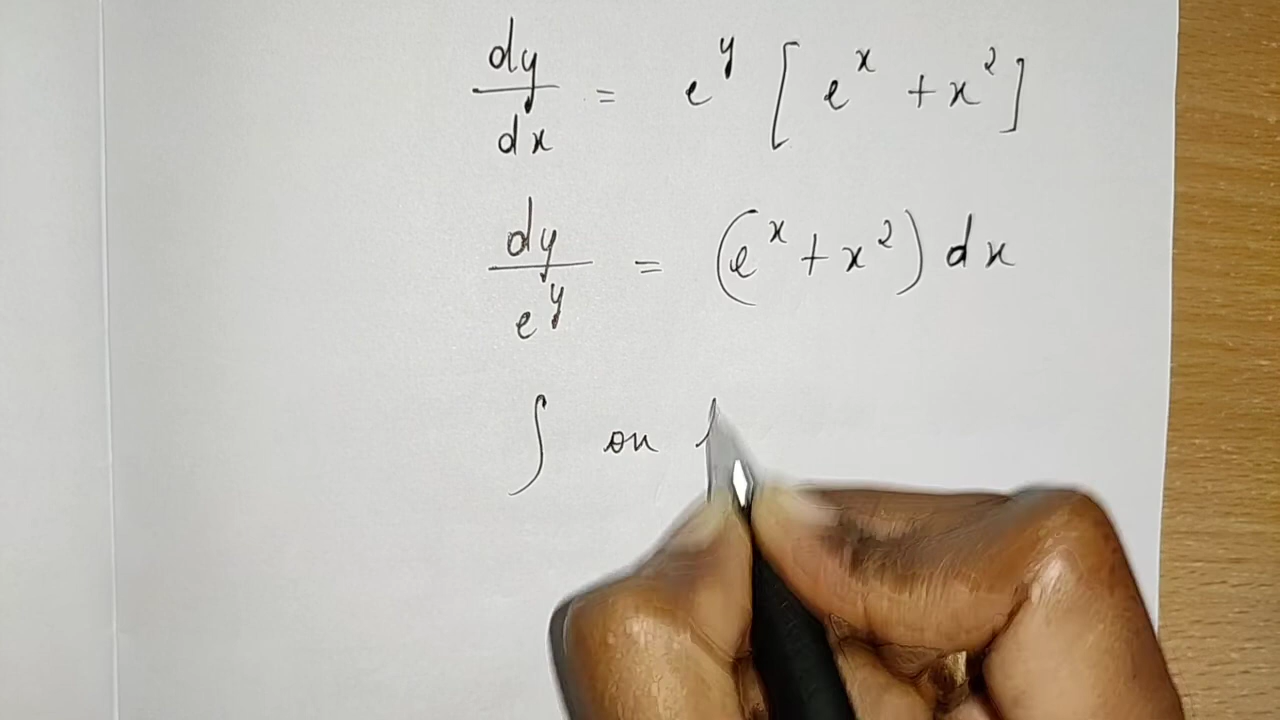 dy/dx = e^y [e^x + x^2]
dy/e^y = (e^x + x^2) dx
∫ on